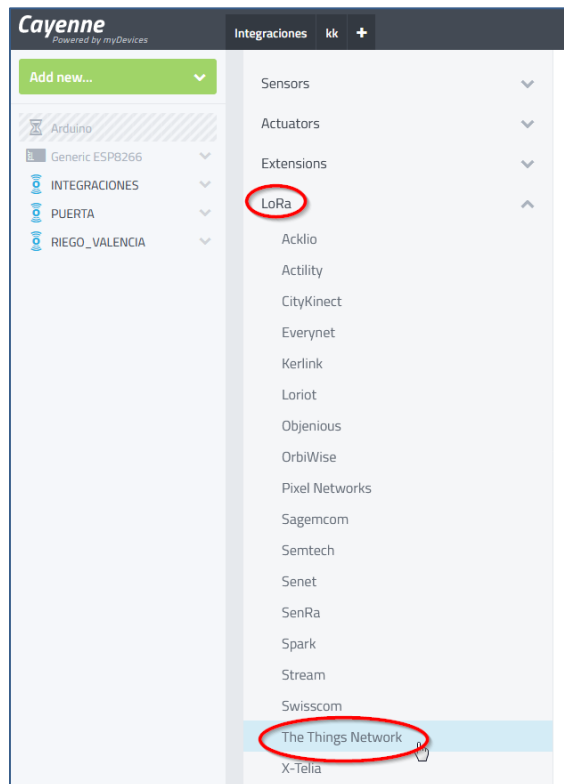 Cayenne
Powered by myDevices
Integraciones kk +
Add new...
Arduino
Generic ESP8266
INTEGRACIONES
PUERTA
RIEGO_VALENCIA
Sensors
Actuators
Extensions
LoRa
Acklio
Actility
CityKinect
Everynet
Kerlink
Loriot
Objenious
OrbiWise
Pixel Networks
Sagemcom
Semtech
Senet
SenRa
Spark
Stream
Swisscom
The Things Network
X-Telia